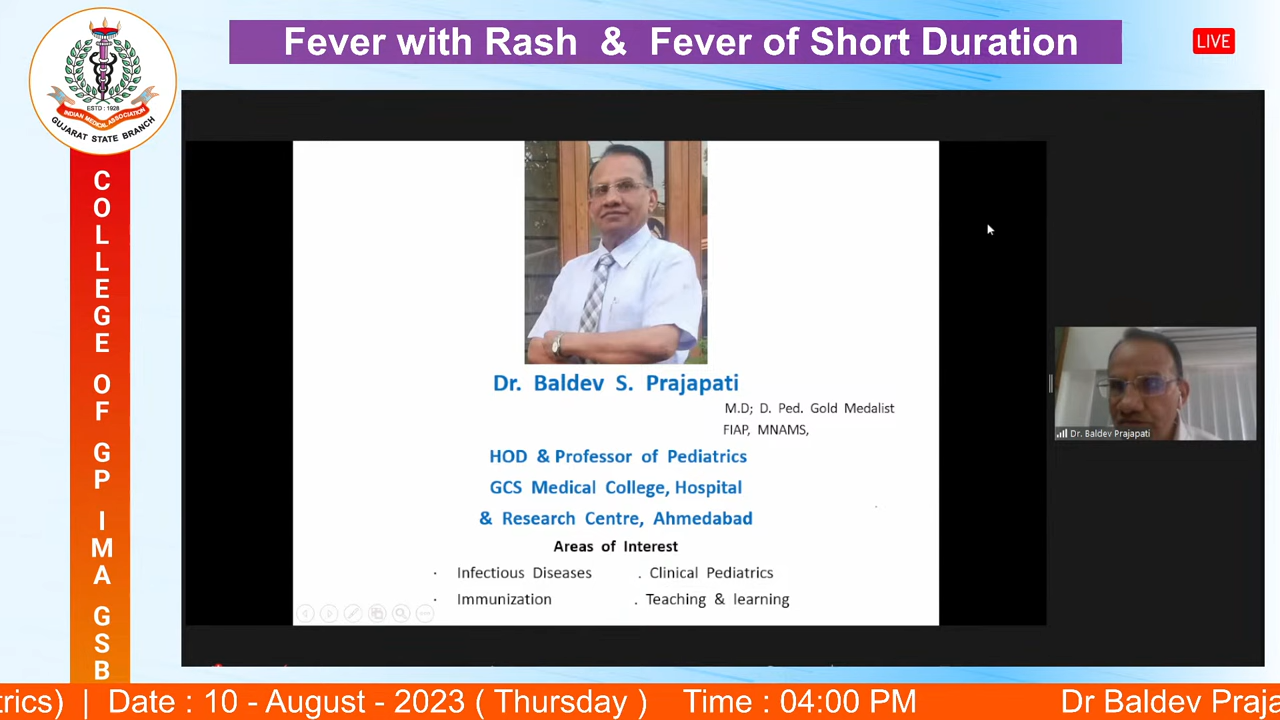 Fever with Rash & Fever of Short Duration
LIVE
ESTD : 1928
INDIAN MEDICAL ASSOCIATION
GUJARAT STATE BRANCH
COLLEGE OF GP IMA GSB
Dr. Baldev S. Prajapati
M.D; D. Ped. Gold Medalist
FIAP, MNAMS,
HOD & Professor of Pediatrics
GCS Medical College, Hospital
& Research Centre, Ahmedabad
Areas of Interest
· Infectious Diseases . Clinical Pediatrics
· Immunization . Teaching & learning
Dr. Baldev Prajapati
trics) | Date : 10 - August - 2023 ( Thursday ) Time : 04:00 PM Dr Baldev Praja